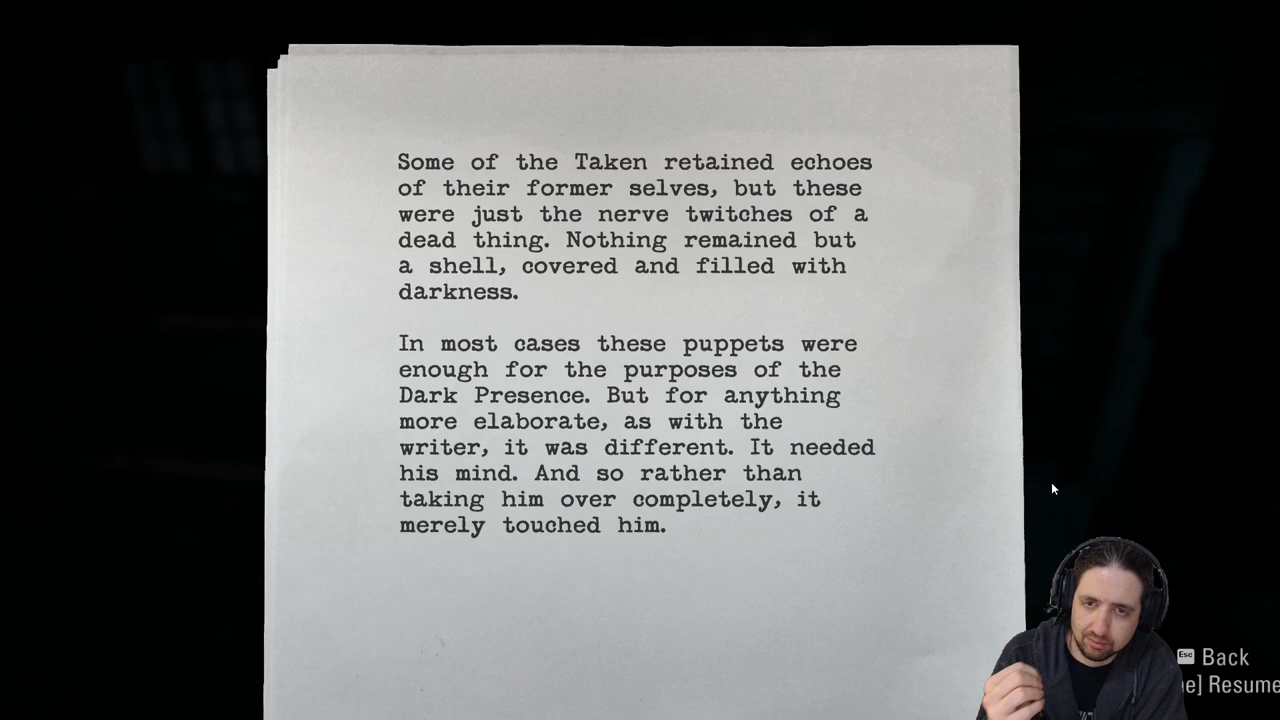 Some of the Taken retained echoes
of their former selves, but these
were just the nerve twitches of a
dead thing. Nothing remained but
a shell, covered and filled with
darkness.
In most cases these puppets were
enough for the purposes of the
Dark Presence. But for anything
more elaborate, as with the
writer, it was different. It needed
his mind. And so rather than
taking him over completely, it
merely touched him.
Esc Back
e] Resume